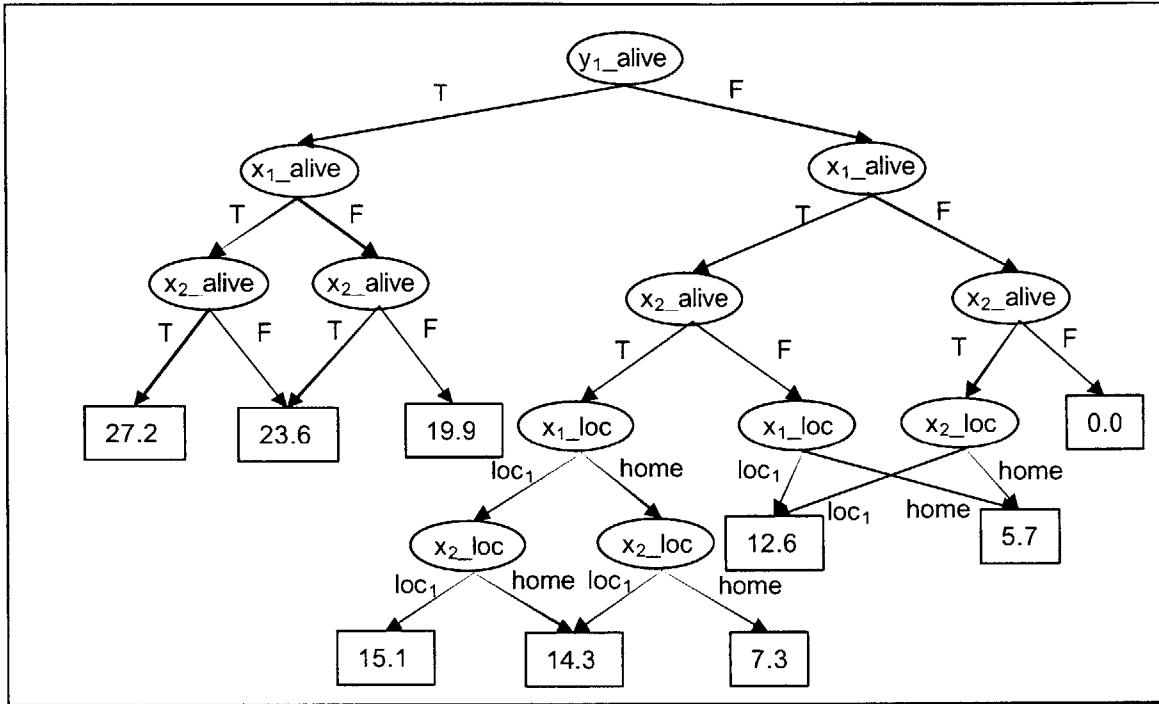 y₁_alive
T F
x₁_alive x₁_alive
T F T F
x₂_alive x₂_alive x₂_alive x₂_alive
T F T F T F T F
27.2 23.6 19.9 x₁_loc x₁_loc x₂_loc 0.0
loc₁ home loc₁ home
loc₁ home
x₂_loc x₂_loc 12.6 5.7
loc₁ home loc₁ home
15.1 14.3 7.3